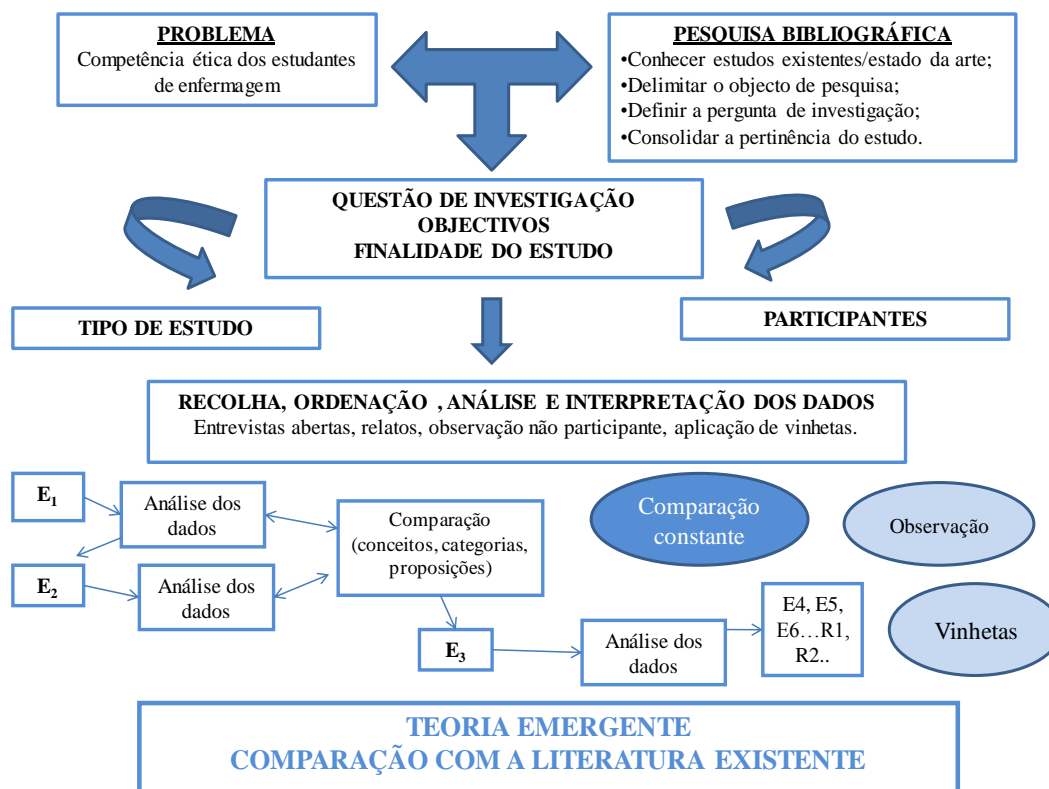 PROBLEMA
Competência ética dos estudantes
de enfermagem
PESQUISA BIBLIOGRÁFICA
•Conhecer estudos existentes/estado da arte;
•Delimitar o objecto de pesquisa;
•Definir a pergunta de investigação;
•Consolidar a pertinência do estudo.
QUESTÃO DE INVESTIGAÇÃO
OBJECTIVOS
FINALIDADE DO ESTUDO
TIPO DE ESTUDO
PARTICIPANTES
RECOLHA, ORDENAÇÃO , ANÁLISE E INTERPRETAÇÃO DOS DADOS
Entrevistas abertas, relatos, observação não participante, aplicação de vinhetas.
E1
Análise dos
dados
E2
Análise dos
dados
Comparação
(conceitos, categorias,
proposições)
Comparação
constante
Observação
E3
Análise dos
dados
E4, E5,
E6…R1,
R2..
Vinhetas
TEORIA EMERGENTE
COMPARAÇÃO COM A LITERATURA EXISTENTE